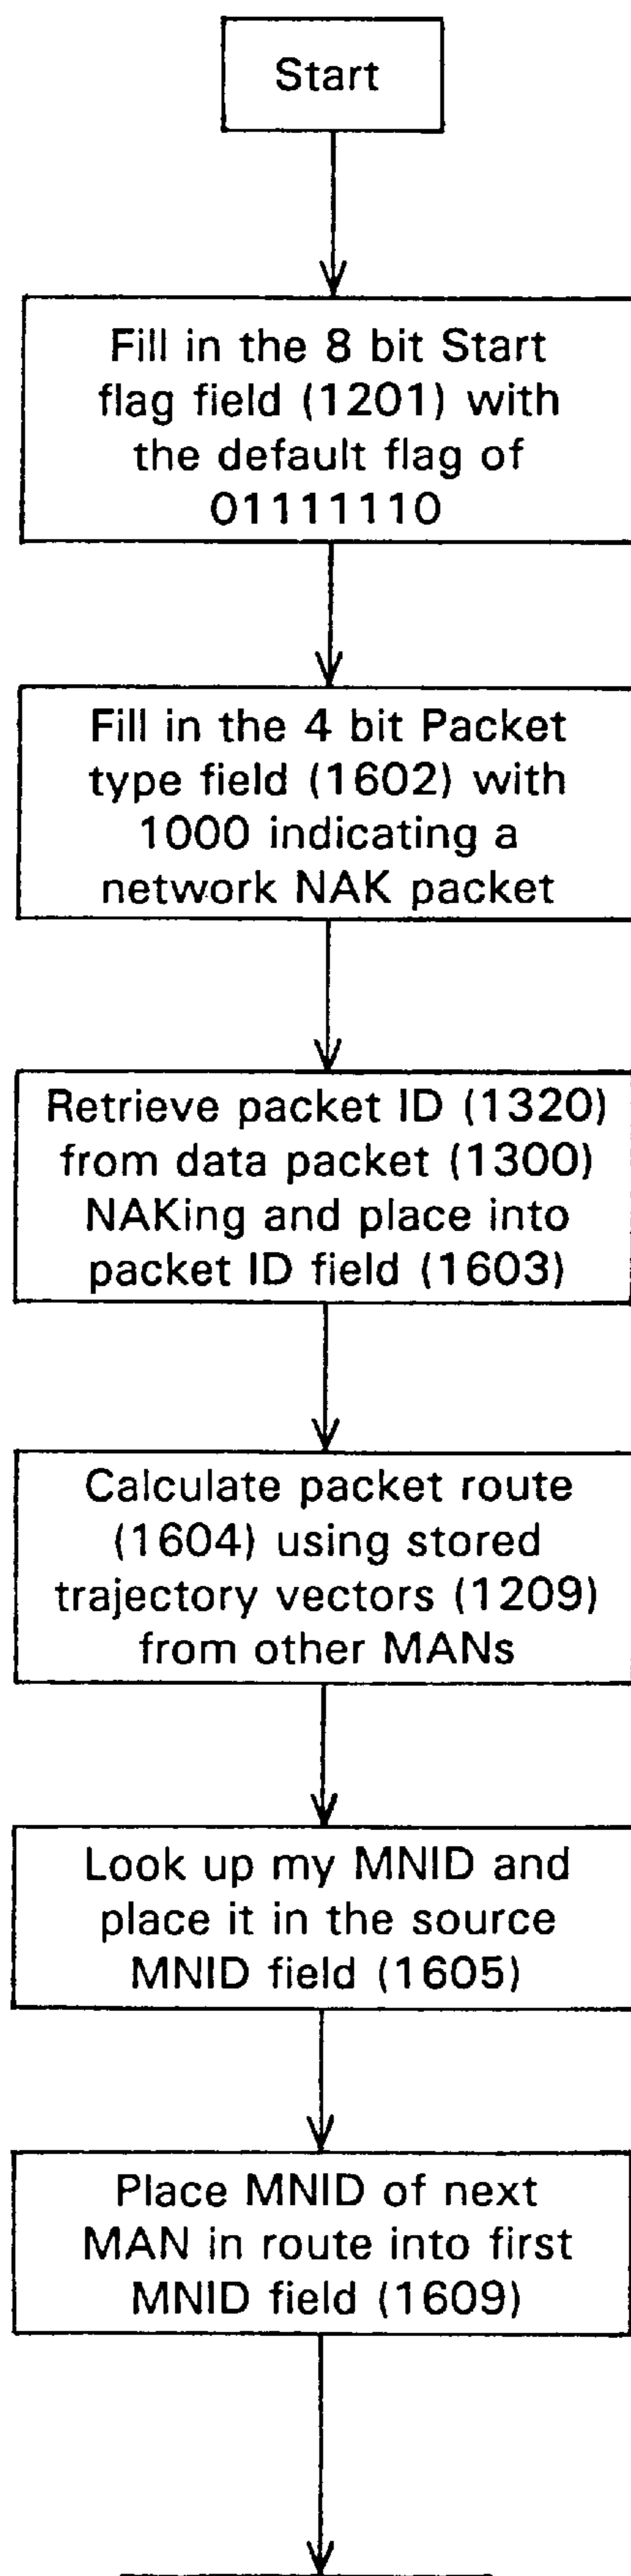 Start
Fill in the 8 bit Start
flag field (1201) with
the default flag of
01111110
Fill in the 4 bit Packet
type field (1602) with
1000 indicating a
network NAK packet
Retrieve packet ID (1320)
from data packet (1300)
NAKing and place into
packet ID field (1603)
Calculate packet route
(1604) using stored
trajectory vectors (1209)
from other MANs
Look up my MNID and
place it in the source
MNID field (1605)
Place MNID of next
MAN in route into first
MNID field (1609)